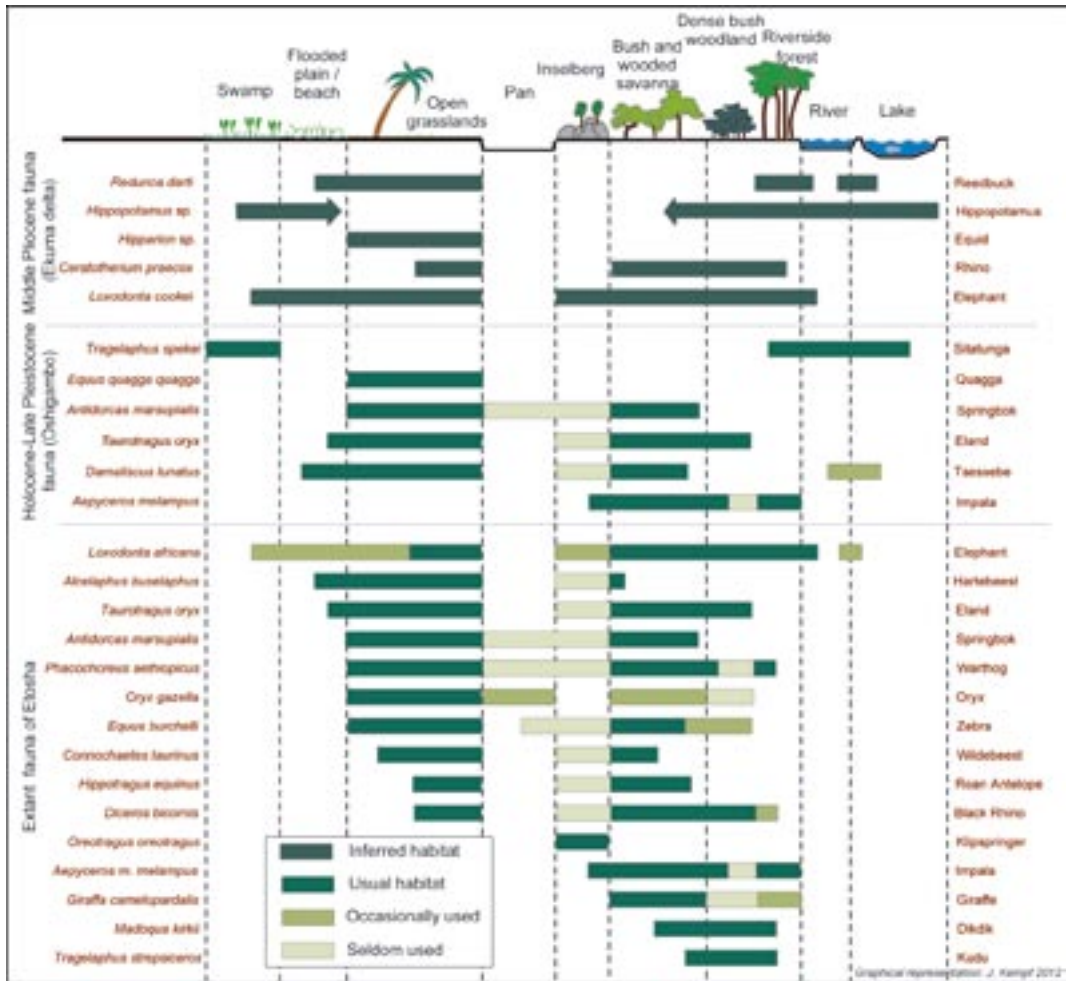 Swamp
Flooded
plain /
beach
Open
grasslands
Pan
Inselberg
Bush and
wooded
savanna
Dense bush
woodland
Riverside
forest
River
Lake
Middle Pliocene fauna
(Ekuma delta)
Redunca darti Reedbuck
Hippopotamus sp. Hippopotamus
Hipparion sp. Equid
Ceratotherium praecox Rhino
Loxodonta cookei Elephant
Holocene-Late Pleistocene
fauna (Oshigambo)
Tragelaphus spekei Sitatunga
Equus quagga quagga Quagga
Antidorcas marsupialis Springbok
Taurotragus oryx Eland
Damaliscus lunatus Taessebe
Aepyceros melampus Impala
Extant fauna of Etosha
Loxodonta africana Elephant
Alcelaphus buselaphus Hartebeest
Taurotragus oryx Eland
Antidorcas marsupialis Springbok
Phacochoreus aethiopicus Warthog
Oryx gazella Oryx
Equus burchelli Zebra
Connochaetes taurinus Wildebeest
Hippotragus equinus Roan Antelope
Diceros bicornis Black Rhino
Oreotragus oreotragus Klipspringer
Aepyceros m. melampus Impala
Giraffa camelopardalis Giraffe
Madoqua kirkii Dikdik
Tragelaphus strepsiceros Kudu
Inferred habitat
Usual habitat
Occasionally used
Seldom used
Graphical representation: J. Kempf 2012